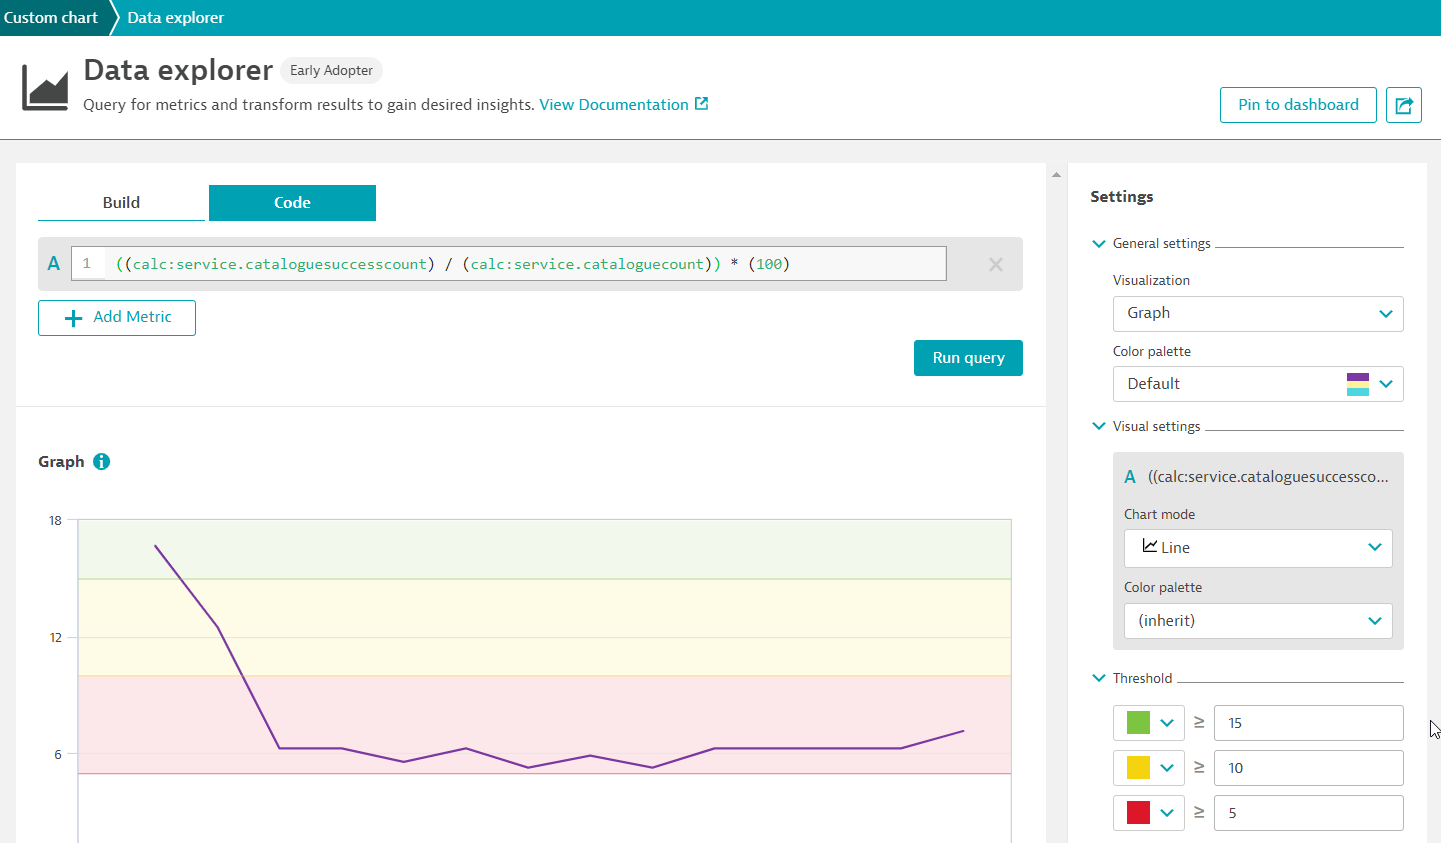 Custom chart
Data explorer
Data explorer
Early Adopter
Query for metrics and transform results to gain desired insights. View Documentation
Pin to dashboard
Build
Code
A
1
((calc:service.cataloguesuccesscount) / (calc:service.cataloguecount)) * (100)
Add Metric
Run query
Graph
18
12
6
Settings
General settings
Visualization
Graph
Color palette
Default
Visual settings
A ((calc:service.cataloguesuccessco...
Chart mode
Line
Color palette
(inherit)
Threshold
≥ 15
≥ 10
≥ 5